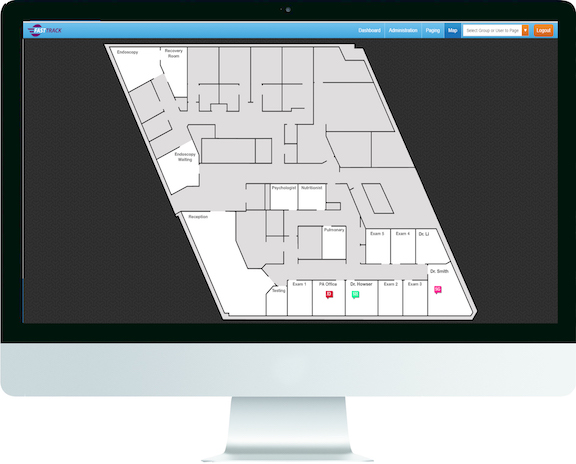 FASTTRACK
Dashboard
Administration
Paging
Map
Select Group or User to Page
Logout
Endoscopy
Recovery
Room
Endoscopy
Waiting
Psychologist
Nutritionist
Reception
Pulmonary
Exam 5
Exam 4
Dr. Li
Dr. Smith
Testing
Exam 1
PA Office
Dr. Howser
Exam 2
Exam 3